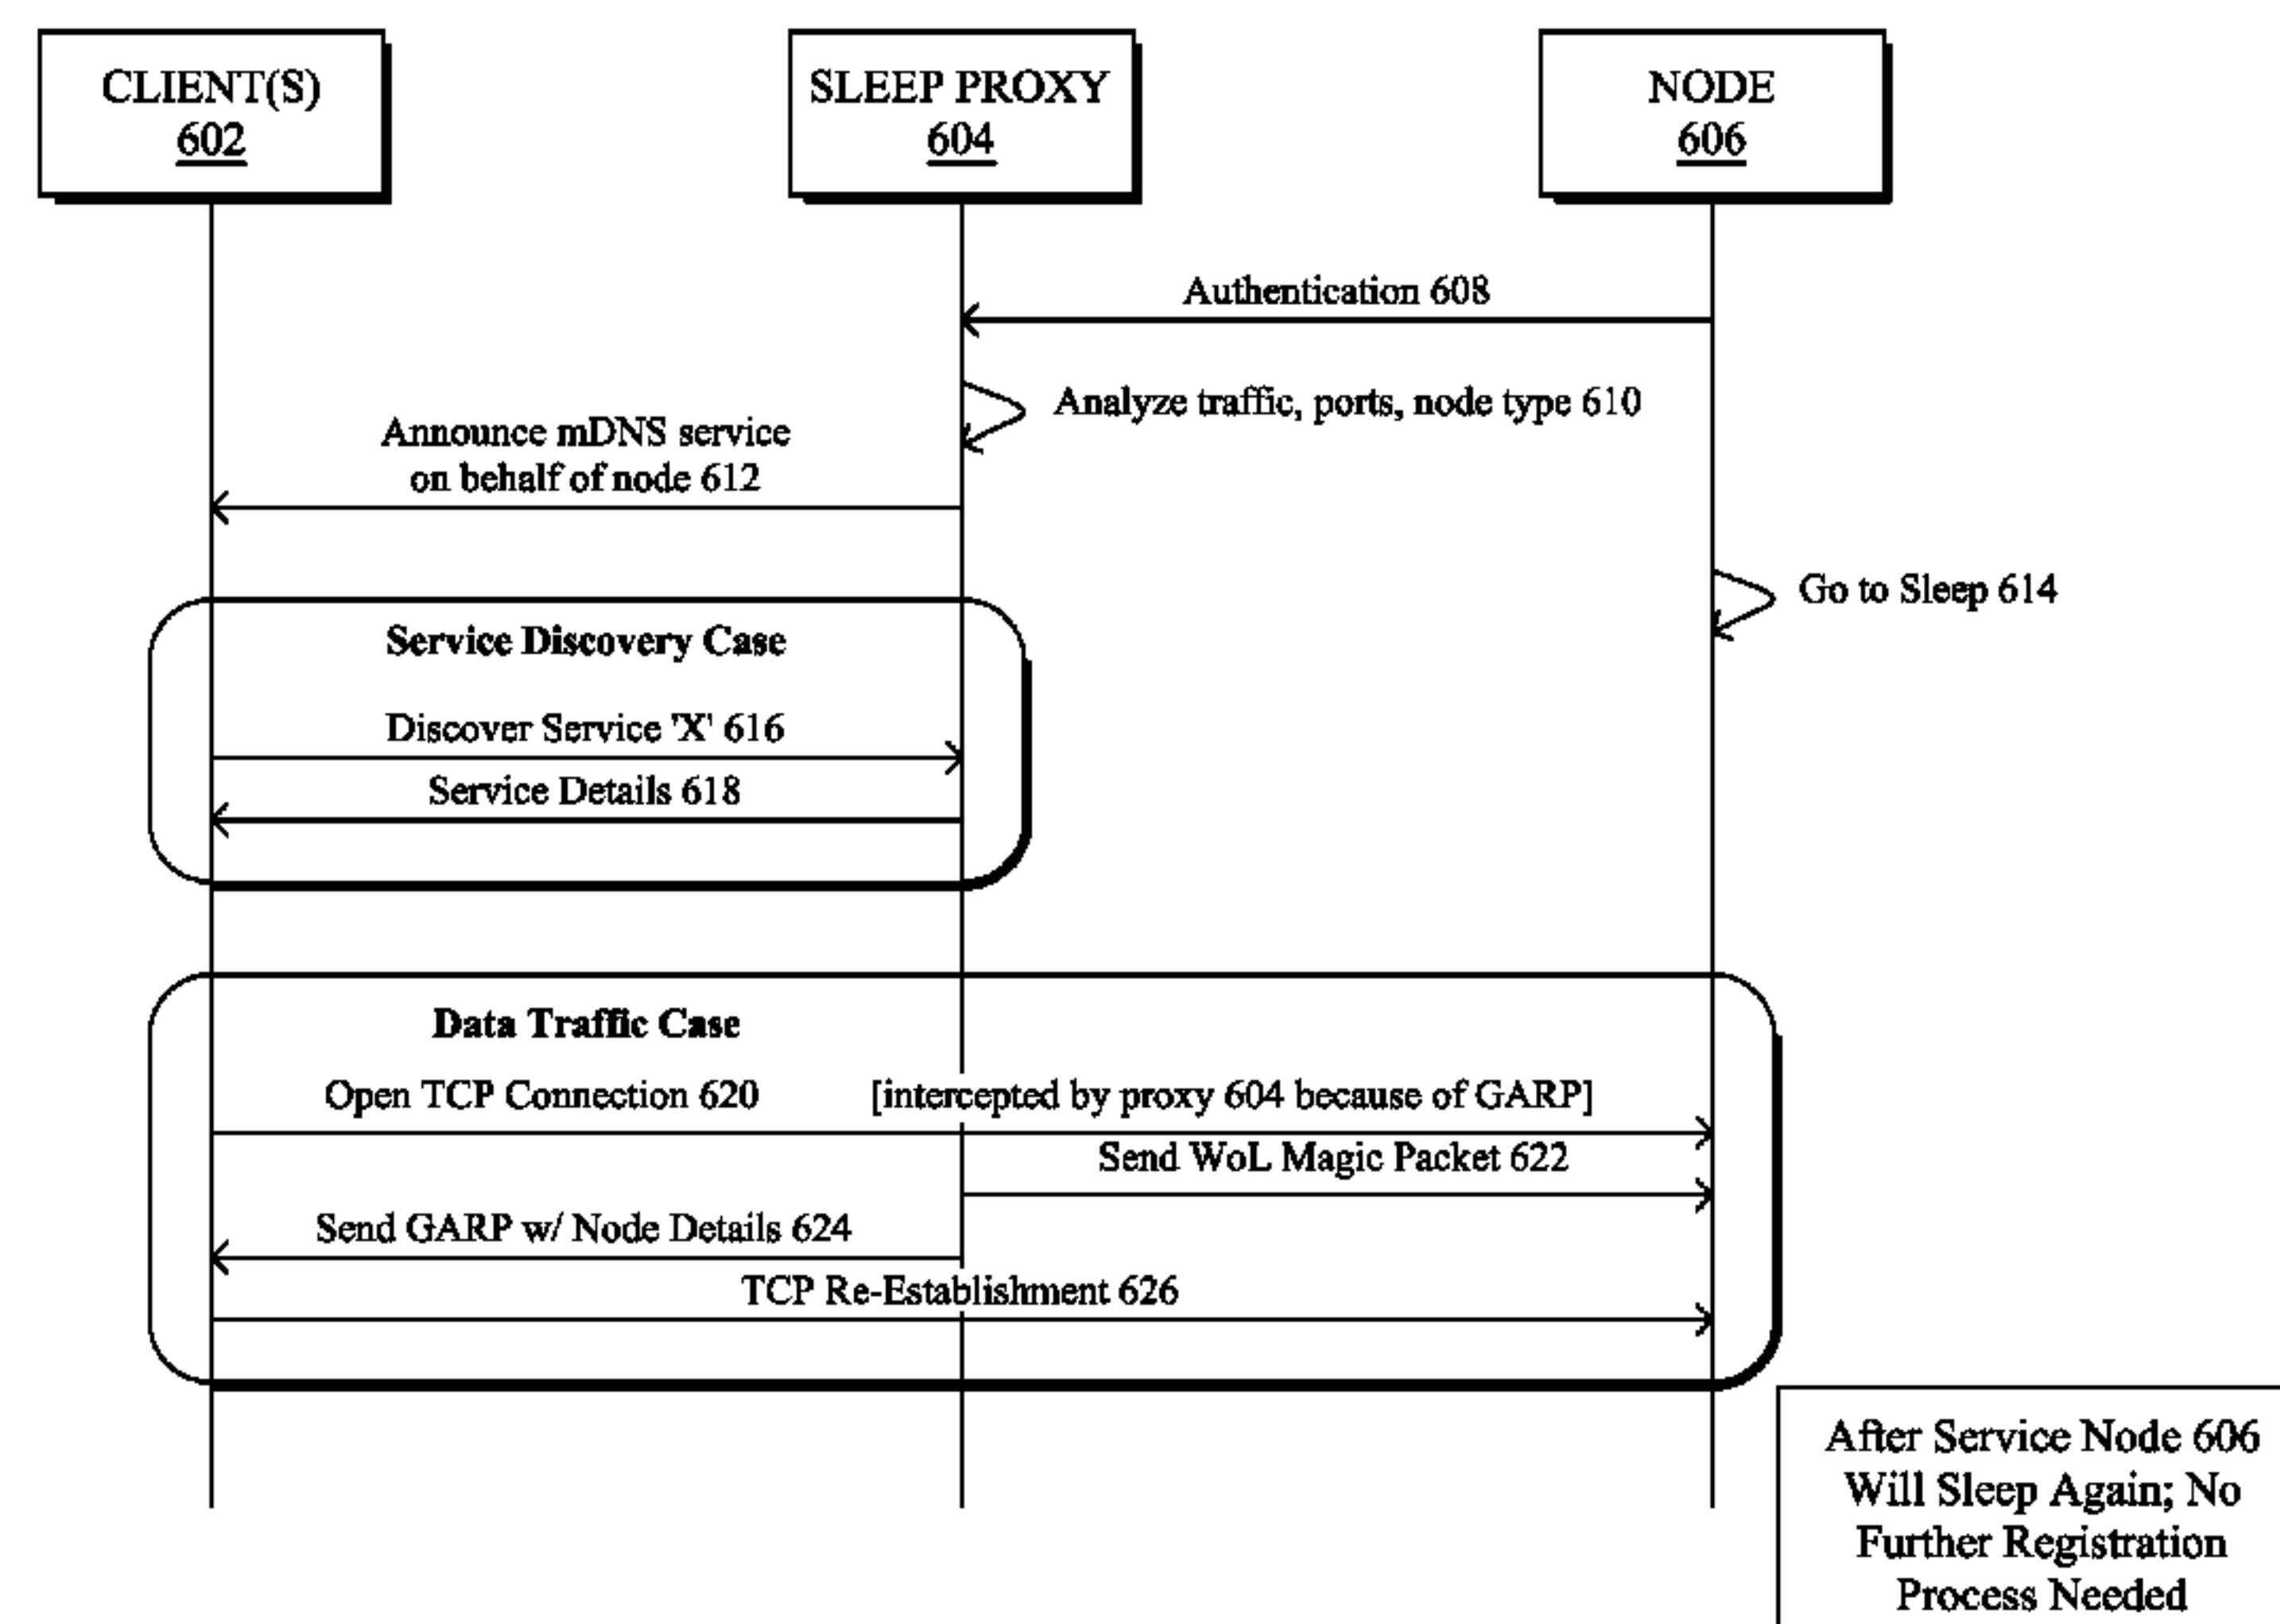 CLIENT(S)
602
SLEEP PROXY
604
NODE
606
Authentication 608
Analyze traffic, ports, node type 610
Announce mDNS service
on behalf of node 612
Go to Sleep 614
Service Discovery Case
Discover Service 'X' 616
Service Details 618
Data Traffic Case
Open TCP Connection 620 [intercepted by proxy 604 because of GARP]
Send WoL Magic Packet 622
Send GARP w/ Node Details 624
TCP Re-Establishment 626
After Service Node 606
Will Sleep Again; No
Further Registration
Process Needed